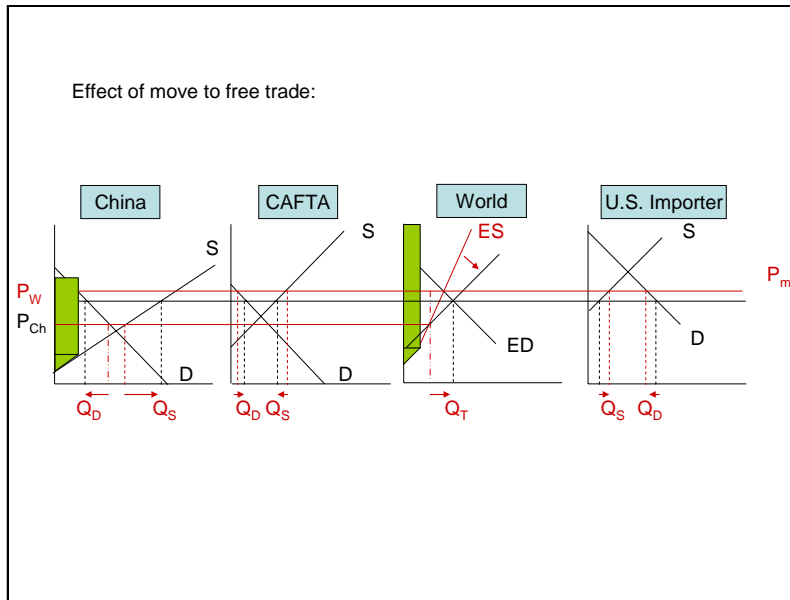 Effect of move to free trade:
China
CAFTA
World
U.S. Importer
S
S
ES
S
P_W
P_m
P_Ch
ED
D
D
D
Q_D
Q_S
Q_D
Q_S
Q_T
Q_S
Q_D